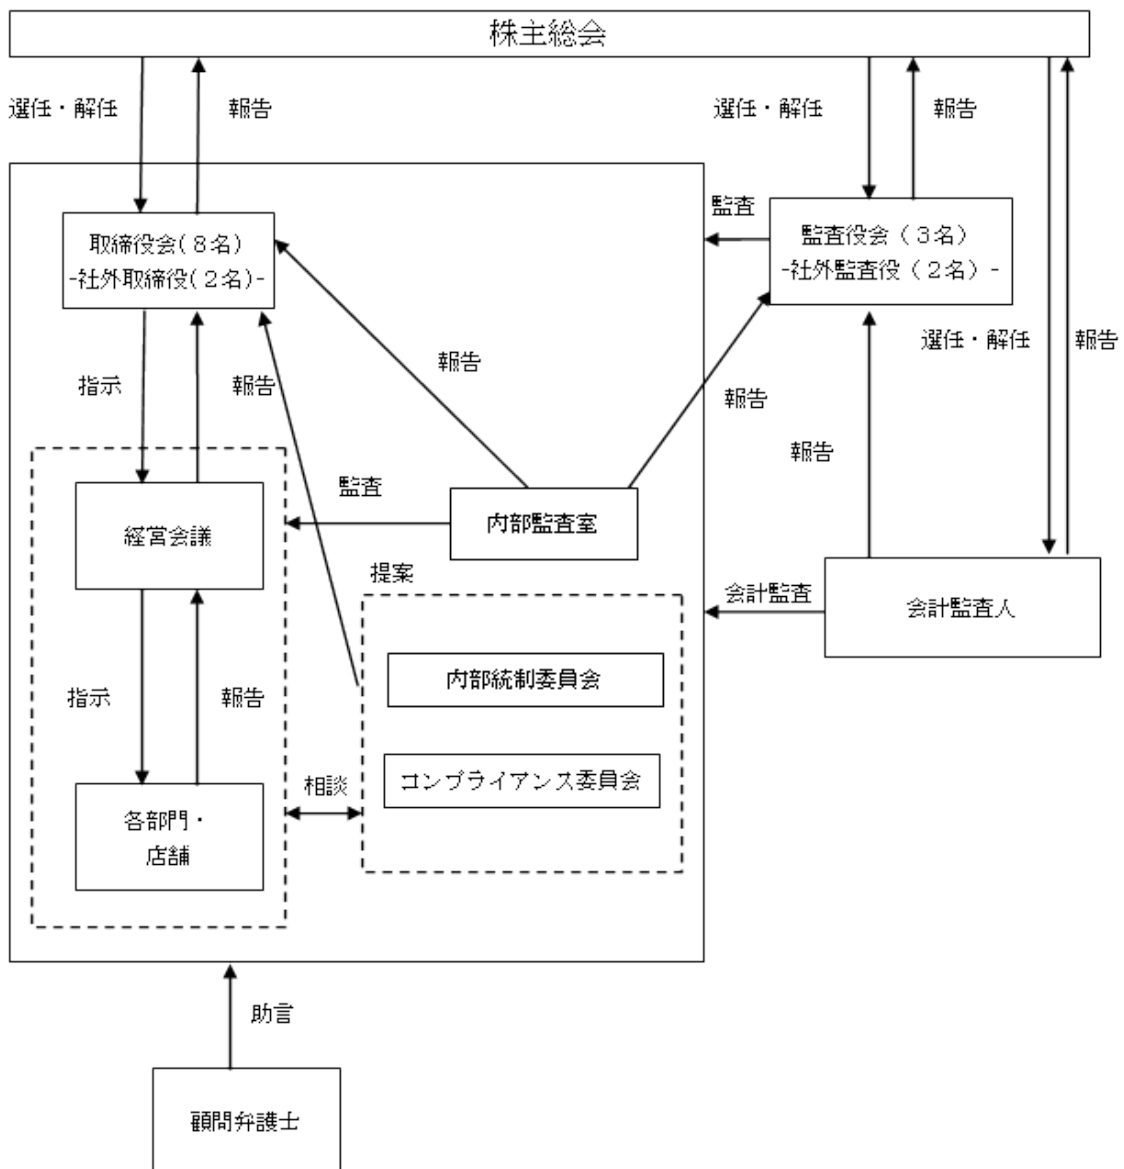 株主総会
選任・解任
報告
選任・解任
報告
取締役会(８名)
-社外取締役(２名)-
監査
監査役会（３名）
-社外監査役（２名）-
選任・解任
報告
指示
報告
報告
報告
報告
監査
内部監査室
経営会議
提案
会計監査
会計監査人
内部統制委員会
指示
報告
相談
コンプライアンス委員会
各部門・
店舗
助言
顧問弁護士